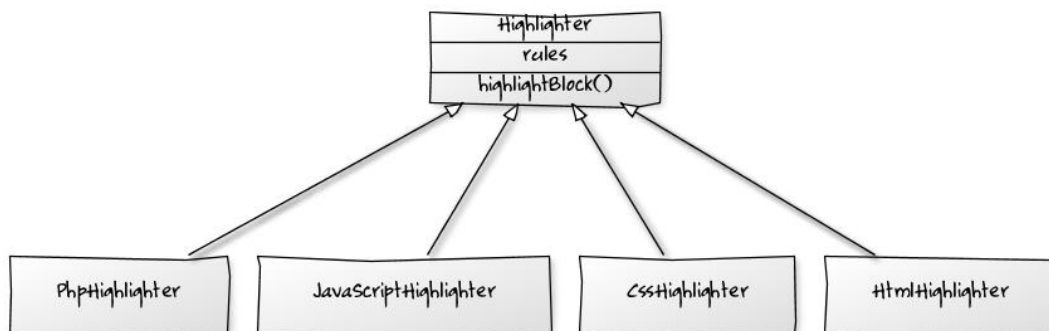 Highlighter
rules
highlightBlock()
PhpHighlighter
JavaScriptHighlighter
CssHighlighter
HtmlHighlighter